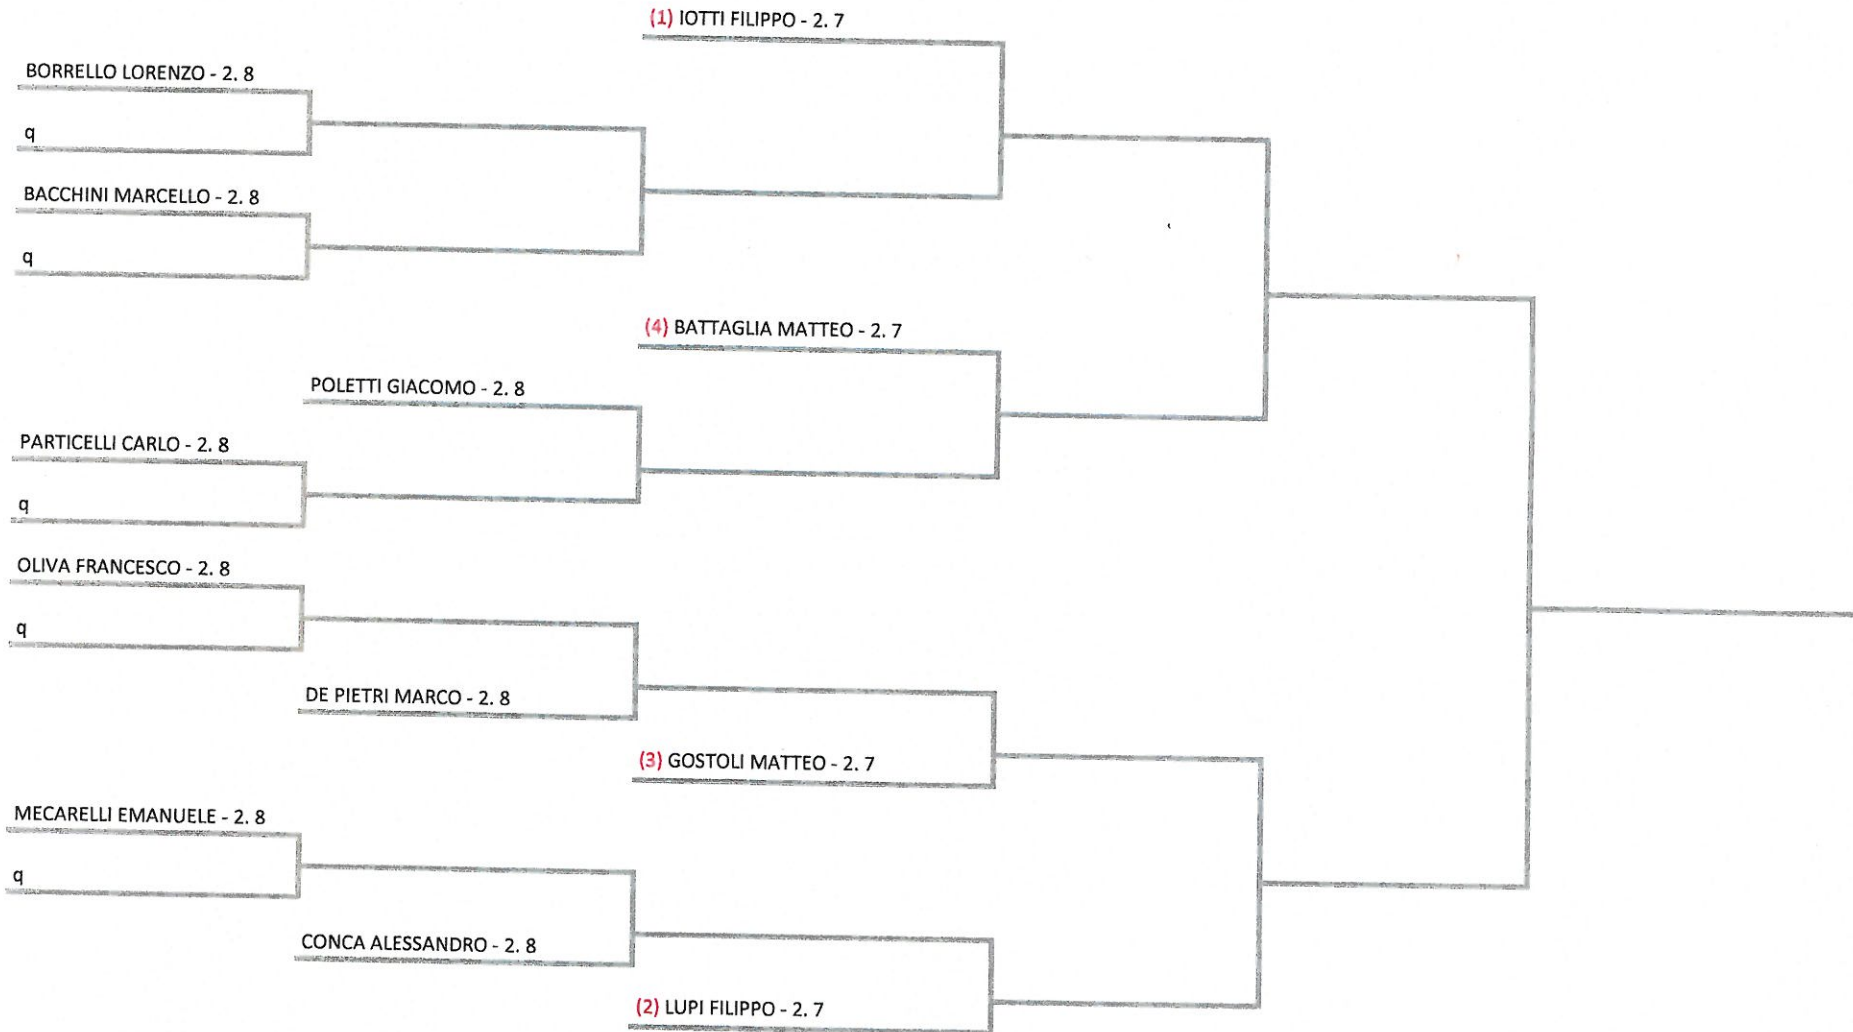 (1) IOTTI FILIPPO - 2. 7
BORRELLO LORENZO - 2. 8
q
BACCHINI MARCELLO - 2. 8
q
(4) BATTAGLIA MATTEO - 2. 7
POLETTI GIACOMO - 2. 8
PARTICELLI CARLO - 2. 8
q
OLIVA FRANCESCO - 2. 8
q
DE PIETRI MARCO - 2. 8
(3) GOSTOLI MATTEO - 2. 7
MECARELLI EMANUELE - 2. 8
q
CONCA ALESSANDRO - 2. 8
(2) LUPI FILIPPO - 2. 7